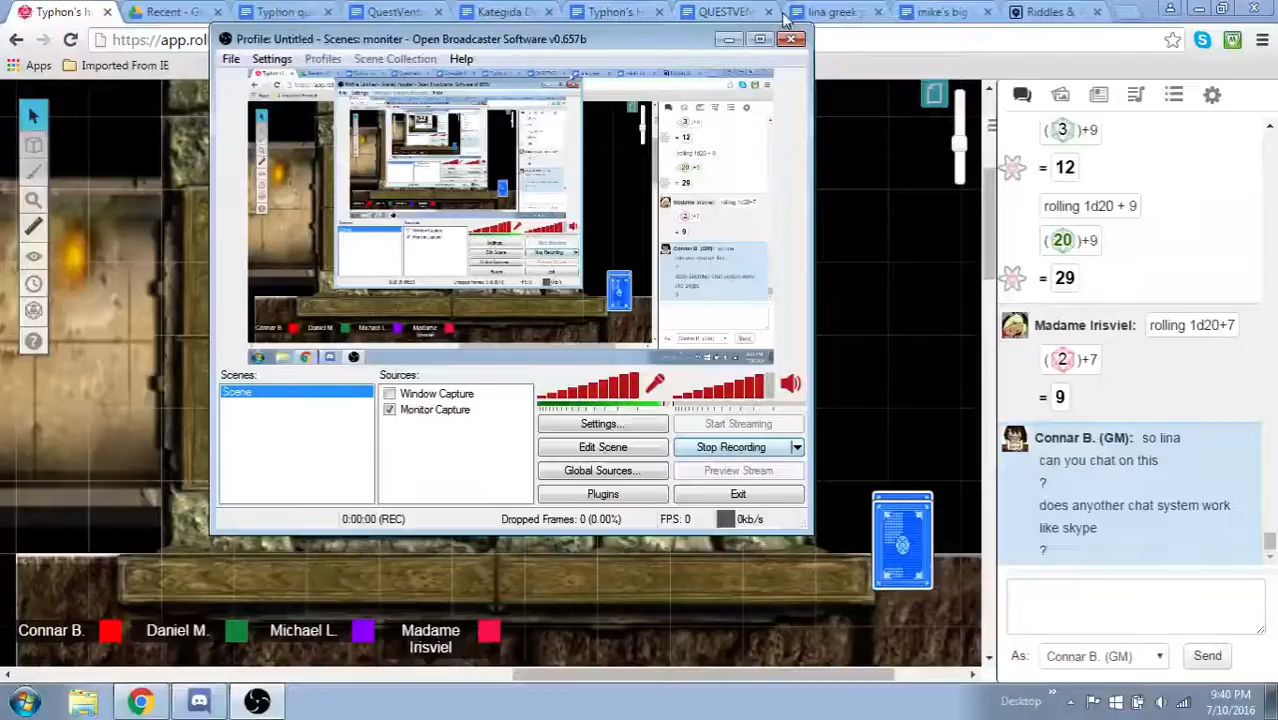 Typhon's h
Recent - G
Typhon qu
QuestVent
Kategida D
Typhon's H
QUESTVEN
lina greek
mike's big
Riddles &
https://app.rol
Apps
Imported From IE
Profile: Untitled - Scenes: moniter - Open Broadcaster Software v0.657b
File
Settings
Profiles
Scene Collection
Help
Scenes:
Scene
Sources:
Window Capture
Monitor Capture
Settings...
Start Streaming
Edit Scene
Stop Recording
Global Sources...
Preview Stream
Plugins
Exit
0:00:00 (REC)
Dropped Frames: 0 (0.00%)
FPS: 0
0kb/s
(3)+9
= 12
rolling 1d20 + 9
(20)+9
= 29
Madame Irisviel:
rolling 1d20+7
(2)+7
= 9
Connar B. (GM): so lina
can you chat on this
?
does anyother chat system work
like skype
?
As:
Connar B. (GM)
Send
Connar B.
Daniel M.
Michael L.
Madame
Irisviel
Desktop
9:40 PM
7/10/2016